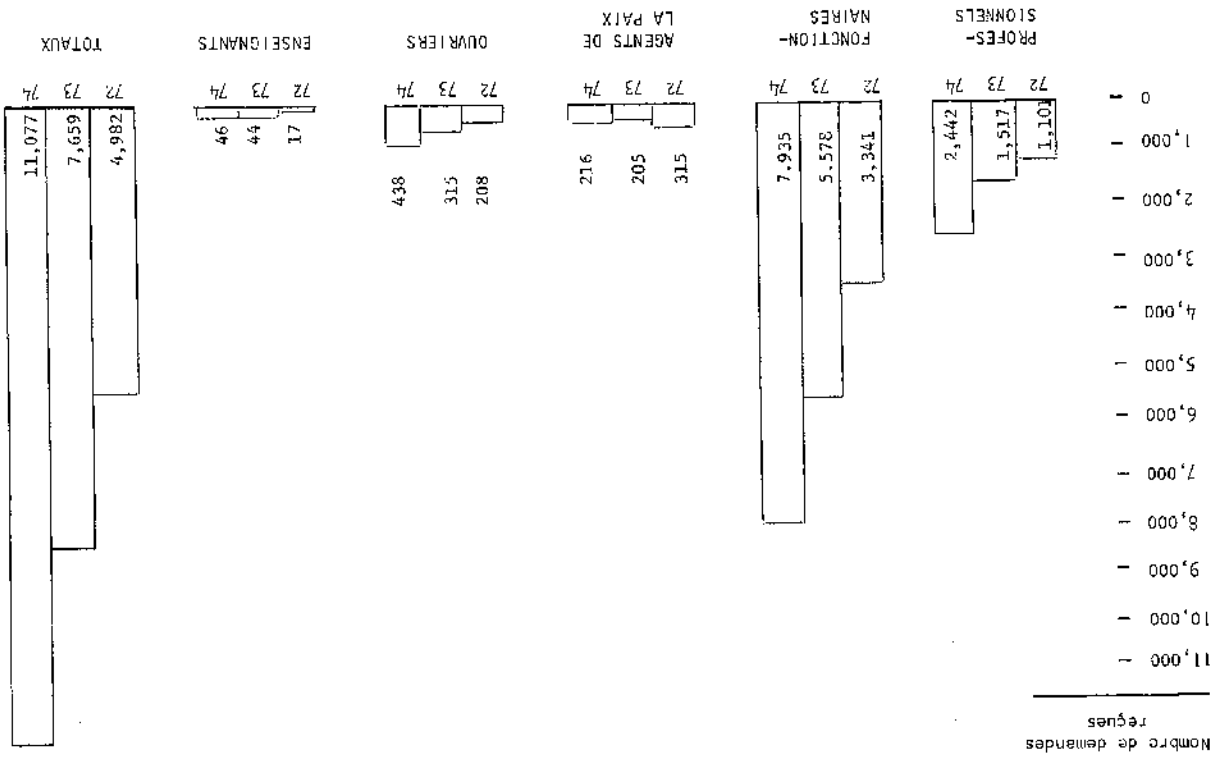 Nombre de demandes
reçues
11,000
10,000
9,000
8,000
7,000
6,000
5,000
4,000
3,000
2,000
1,000
0
1,101
1,517
2,442
72 73 74
PROFES-
SIONNELS
3,341
5.578
7.935
72 73 74
FONCTION-
NAIRES
315
205
216
72 73 74
AGENTS DE
LA PAIX
208
315
438
72 73 74
OUVRIERS
17
44
46
72 73 74
ENSEIGNANTS
4,982
7,659
11,077
72 73 74
TOTAUX